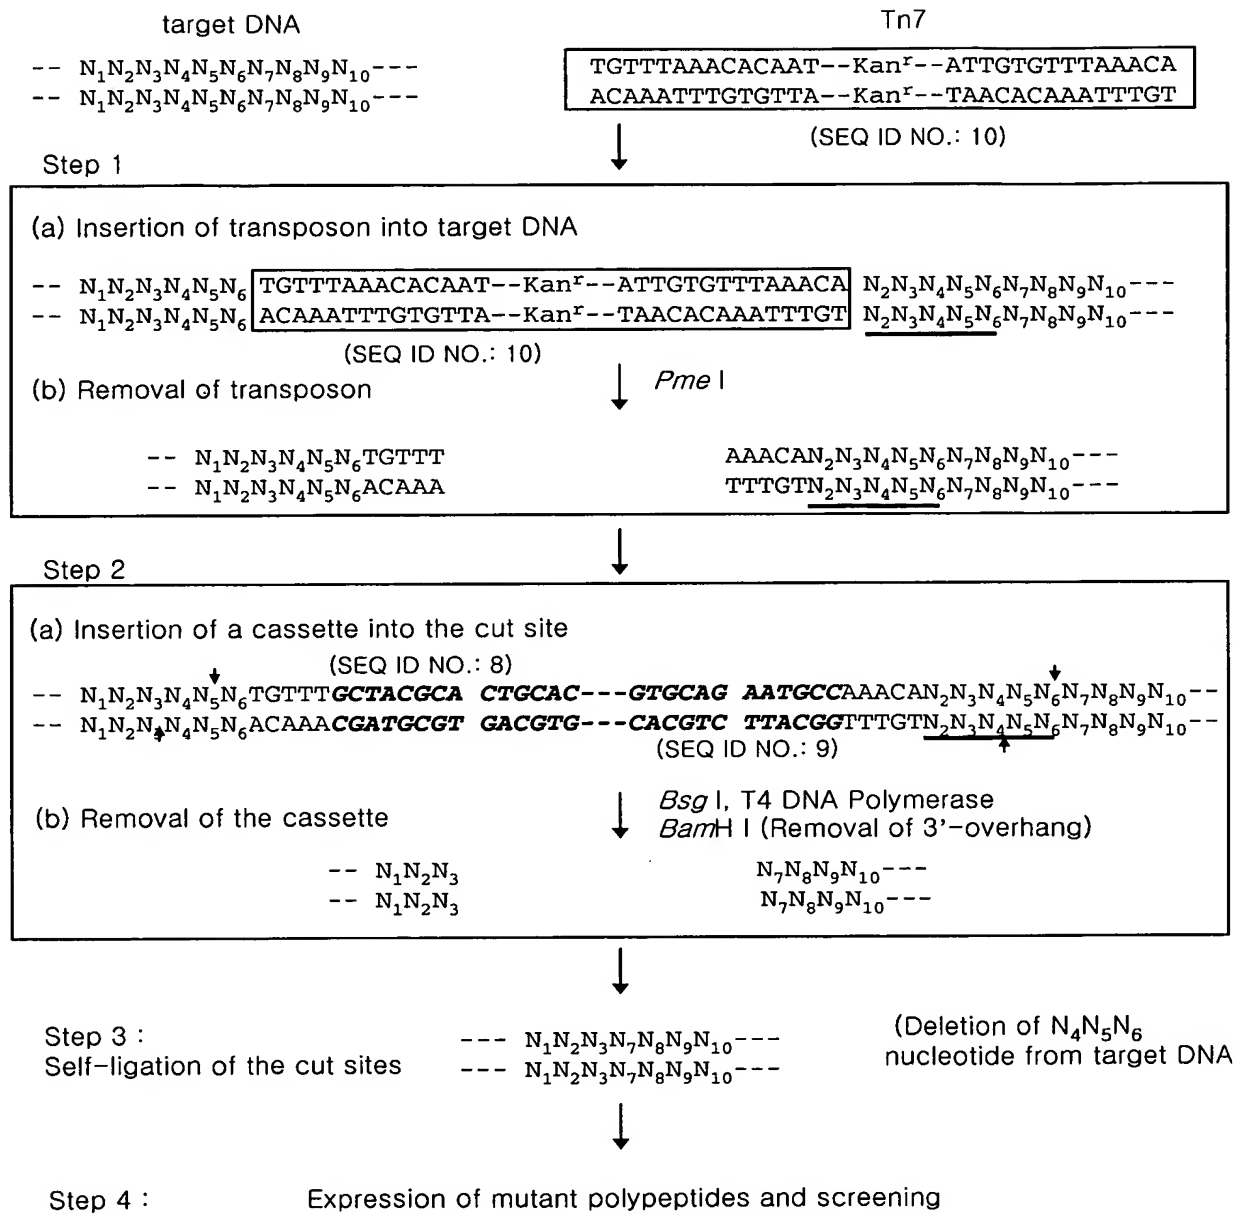 target DNA
Tn7
-- N1N2N3N4N5N6N7N8N9N10---
-- N1N2N3N4N5N6N7N8N9N10---
TGTTTAAACACAAT--Kanr--ATTGTGTTTAAACA
ACAAATTTGTGTTA--Kanr--TAACACAAATTTGT
(SEQ ID NO.: 10)
Step 1
(a) Insertion of transposon into target DNA
-- N1N2N3N4N5N6 TGTTTAAACACAAT--Kanr--ATTGTGTTTAAACA N2N3N4N5N6N7N8N9N10---
-- N1N2N3N4N5N6 ACAAATTTGTGTTA--Kanr--TAACACAAATTTGT N2N3N4N5N6N7N8N9N10---
(SEQ ID NO.: 10)
(b) Removal of transposon
Pme I
-- N1N2N3N4N5N6TGTTT AAACAN2N3N4N5N6N7N8N9N10---
-- N1N2N3N4N5N6ACAAA TTTGTN2N3N4N5N6N7N8N9N10---
Step 2
(a) Insertion of a cassette into the cut site
(SEQ ID NO.: 8)
-- N1N2N3N4N5N6TGTTTGCTACGCA CTGCAC---GTGCAG AATGCCAAACAN2N3N4N5N6N7N8N9N10--
-- N1N2N3N4N5N6ACAAACGATGCGT GACGTG---CACGTC TTACGGTTTGTN2N3N4N5N6N7N8N9N10--
(SEQ ID NO.: 9)
(b) Removal of the cassette
Bsg I, T4 DNA Polymerase
BamH I (Removal of 3'-overhang)
-- N1N2N3 N7N8N9N10---
-- N1N2N3 N7N8N9N10---
Step 3 :
Self-ligation of the cut sites
--- N1N2N3N7N8N9N10---
--- N1N2N3N7N8N9N10---
(Deletion of N4N5N6
nucleotide from target DNA
Step 4 : Expression of mutant polypeptides and screening